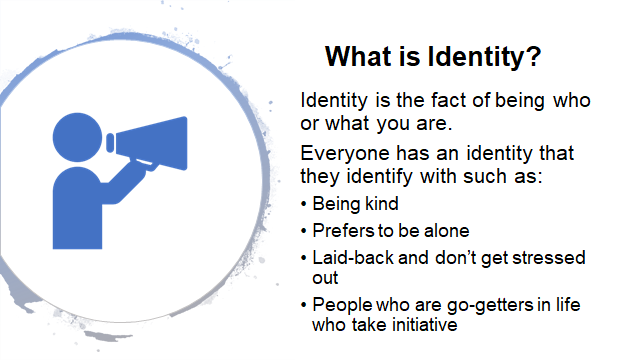 What is Identity?
Identity is the fact of being who
or what you are.
Everyone has an identity that
they identify with such as:
• Being kind
• Prefers to be alone
• Laid-back and don’t get stressed
out
• People who are go-getters in life
who take initiative